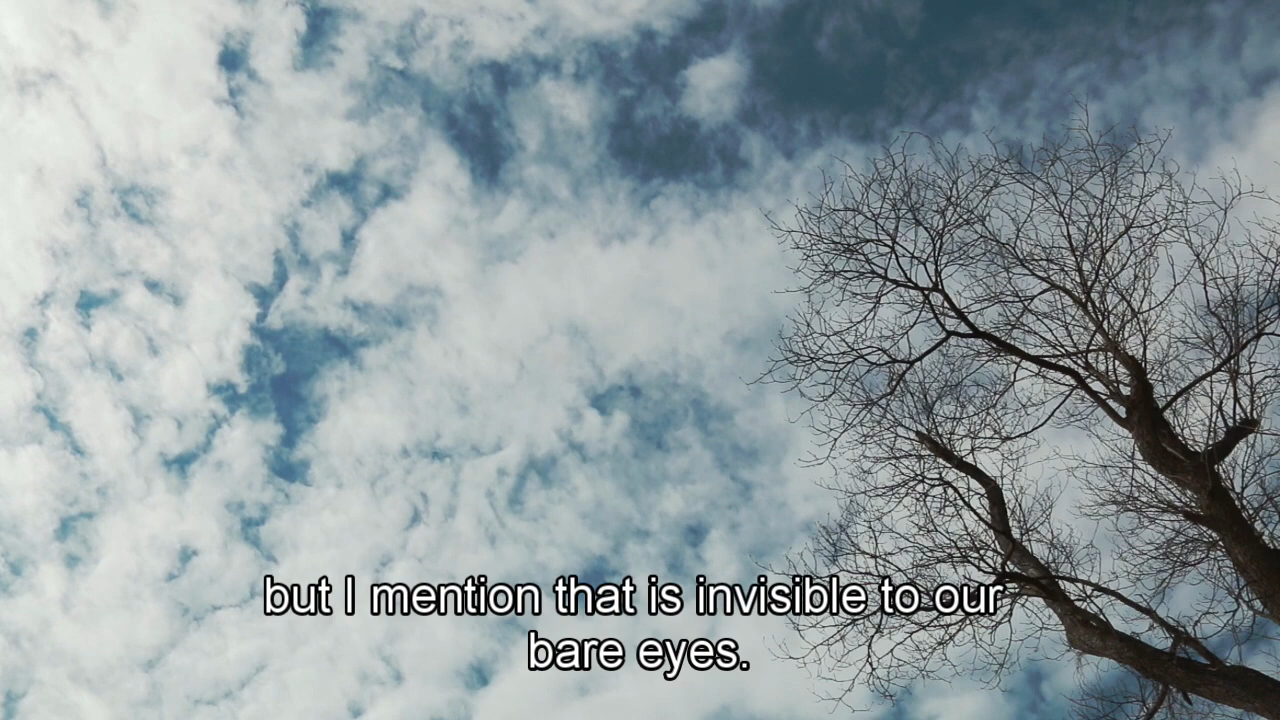 but I mention that is invisible to our
bare eyes.